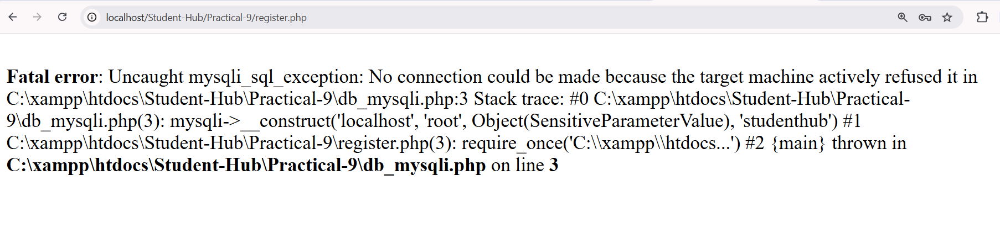 localhost/Student-Hub/Practical-9/register.php
Fatal error: Uncaught mysqli_sql_exception: No connection could be made because the target machine actively refused it in
C:\xampp\htdocs\Student-Hub\Practical-9\db_mysqli.php:3 Stack trace: #0 C:\xampp\htdocs\Student-Hub\Practical-
9\db_mysqli.php(3): mysqli->__construct('localhost', 'root', Object(SensitiveParameterValue), 'studenthub') #1
C:\xampp\htdocs\Student-Hub\Practical-9\register.php(3): require_once('C:\\xampp\\htdocs...') #2 {main} thrown in
C:\xampp\htdocs\Student-Hub\Practical-9\db_mysqli.php on line 3